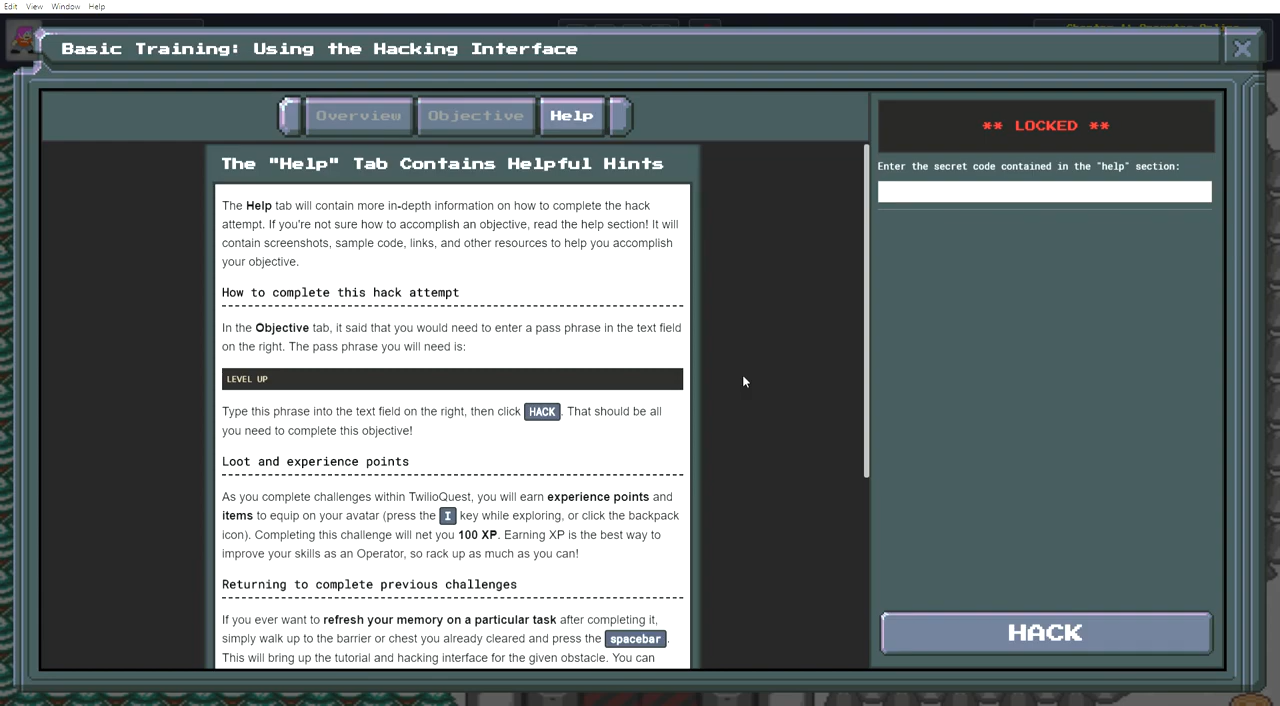 Edit View Window Help
Basic Training: Using the Hacking Interface
Overview
Objective
Help
The "Help" Tab Contains Helpful Hints
The Help tab will contain more in-depth information on how to complete the hack
attempt. If you're not sure how to accomplish an objective, read the help section! It will
contain screenshots, sample code, links, and other resources to help you accomplish
your objective.
How to complete this hack attempt
In the Objective tab, it said that you would need to enter a pass phrase in the text field
on the right. The pass phrase you will need is:
LEVEL UP
Type this phrase into the text field on the right, then click HACK. That should be all
you need to complete this objective!
Loot and experience points
As you complete challenges within TwilioQuest, you will earn experience points and
items to equip on your avatar (press the I key while exploring, or click the backpack
icon). Completing this challenge will net you 100 XP. Earning XP is the best way to
improve your skills as an Operator, so rack up as much as you can!
Returning to complete previous challenges
If you ever want to refresh your memory on a particular task after completing it,
simply walk up to the barrier or chest you already cleared and press the spacebar.
This will bring up the tutorial and hacking interface for the given obstacle. You can
** LOCKED **
Enter the secret code contained in the "help" section:
HACK